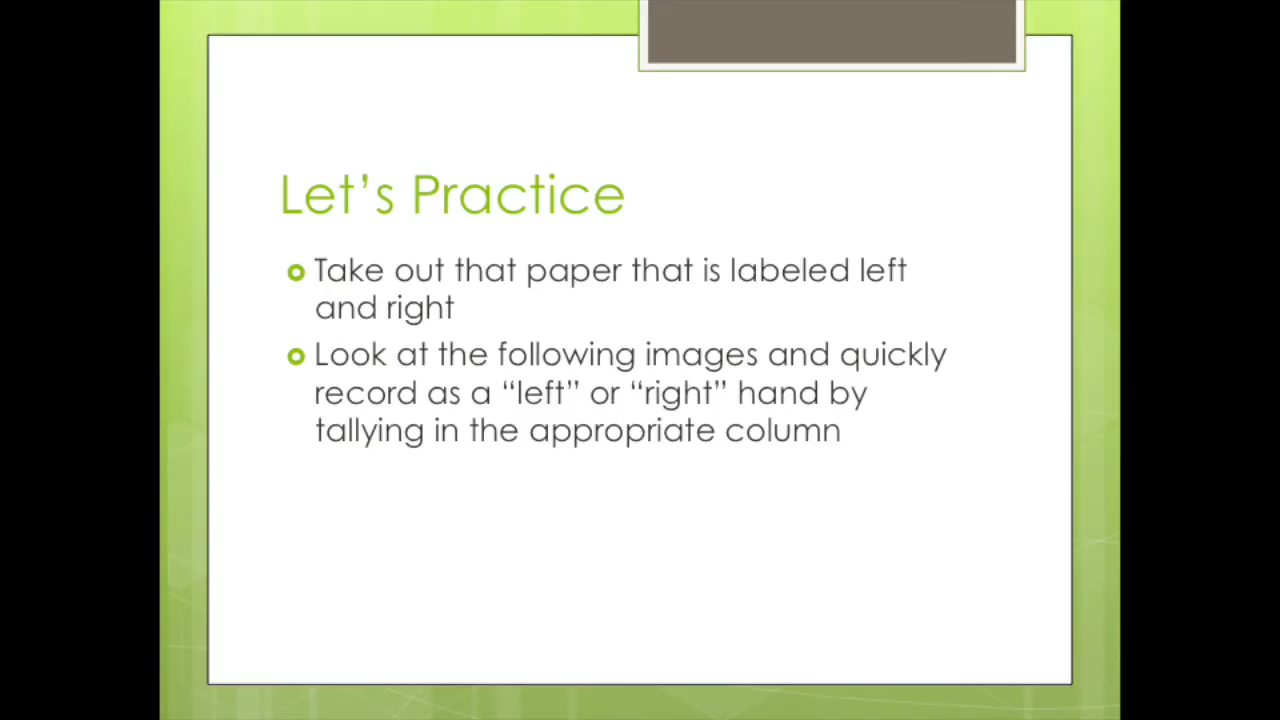 Let’s Practice
Take out that paper that is labeled left
and right
Look at the following images and quickly
record as a “left” or “right” hand by
tallying in the appropriate column